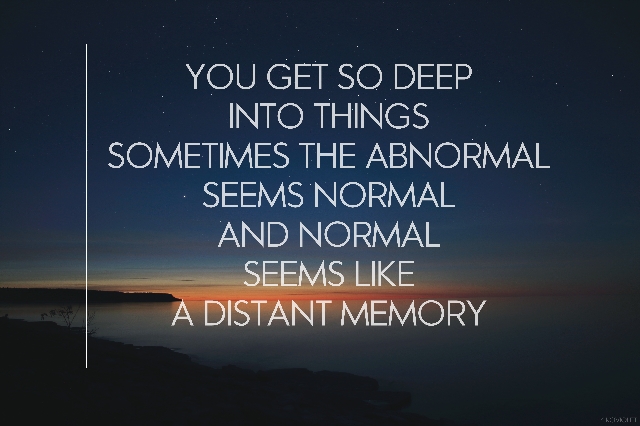 YOU GET SO DEEP
INTO THINGS
SOMETIMES THE ABNORMAL
SEEMS NORMAL
AND NORMAL
SEEMS LIKE
A DISTANT MEMORY